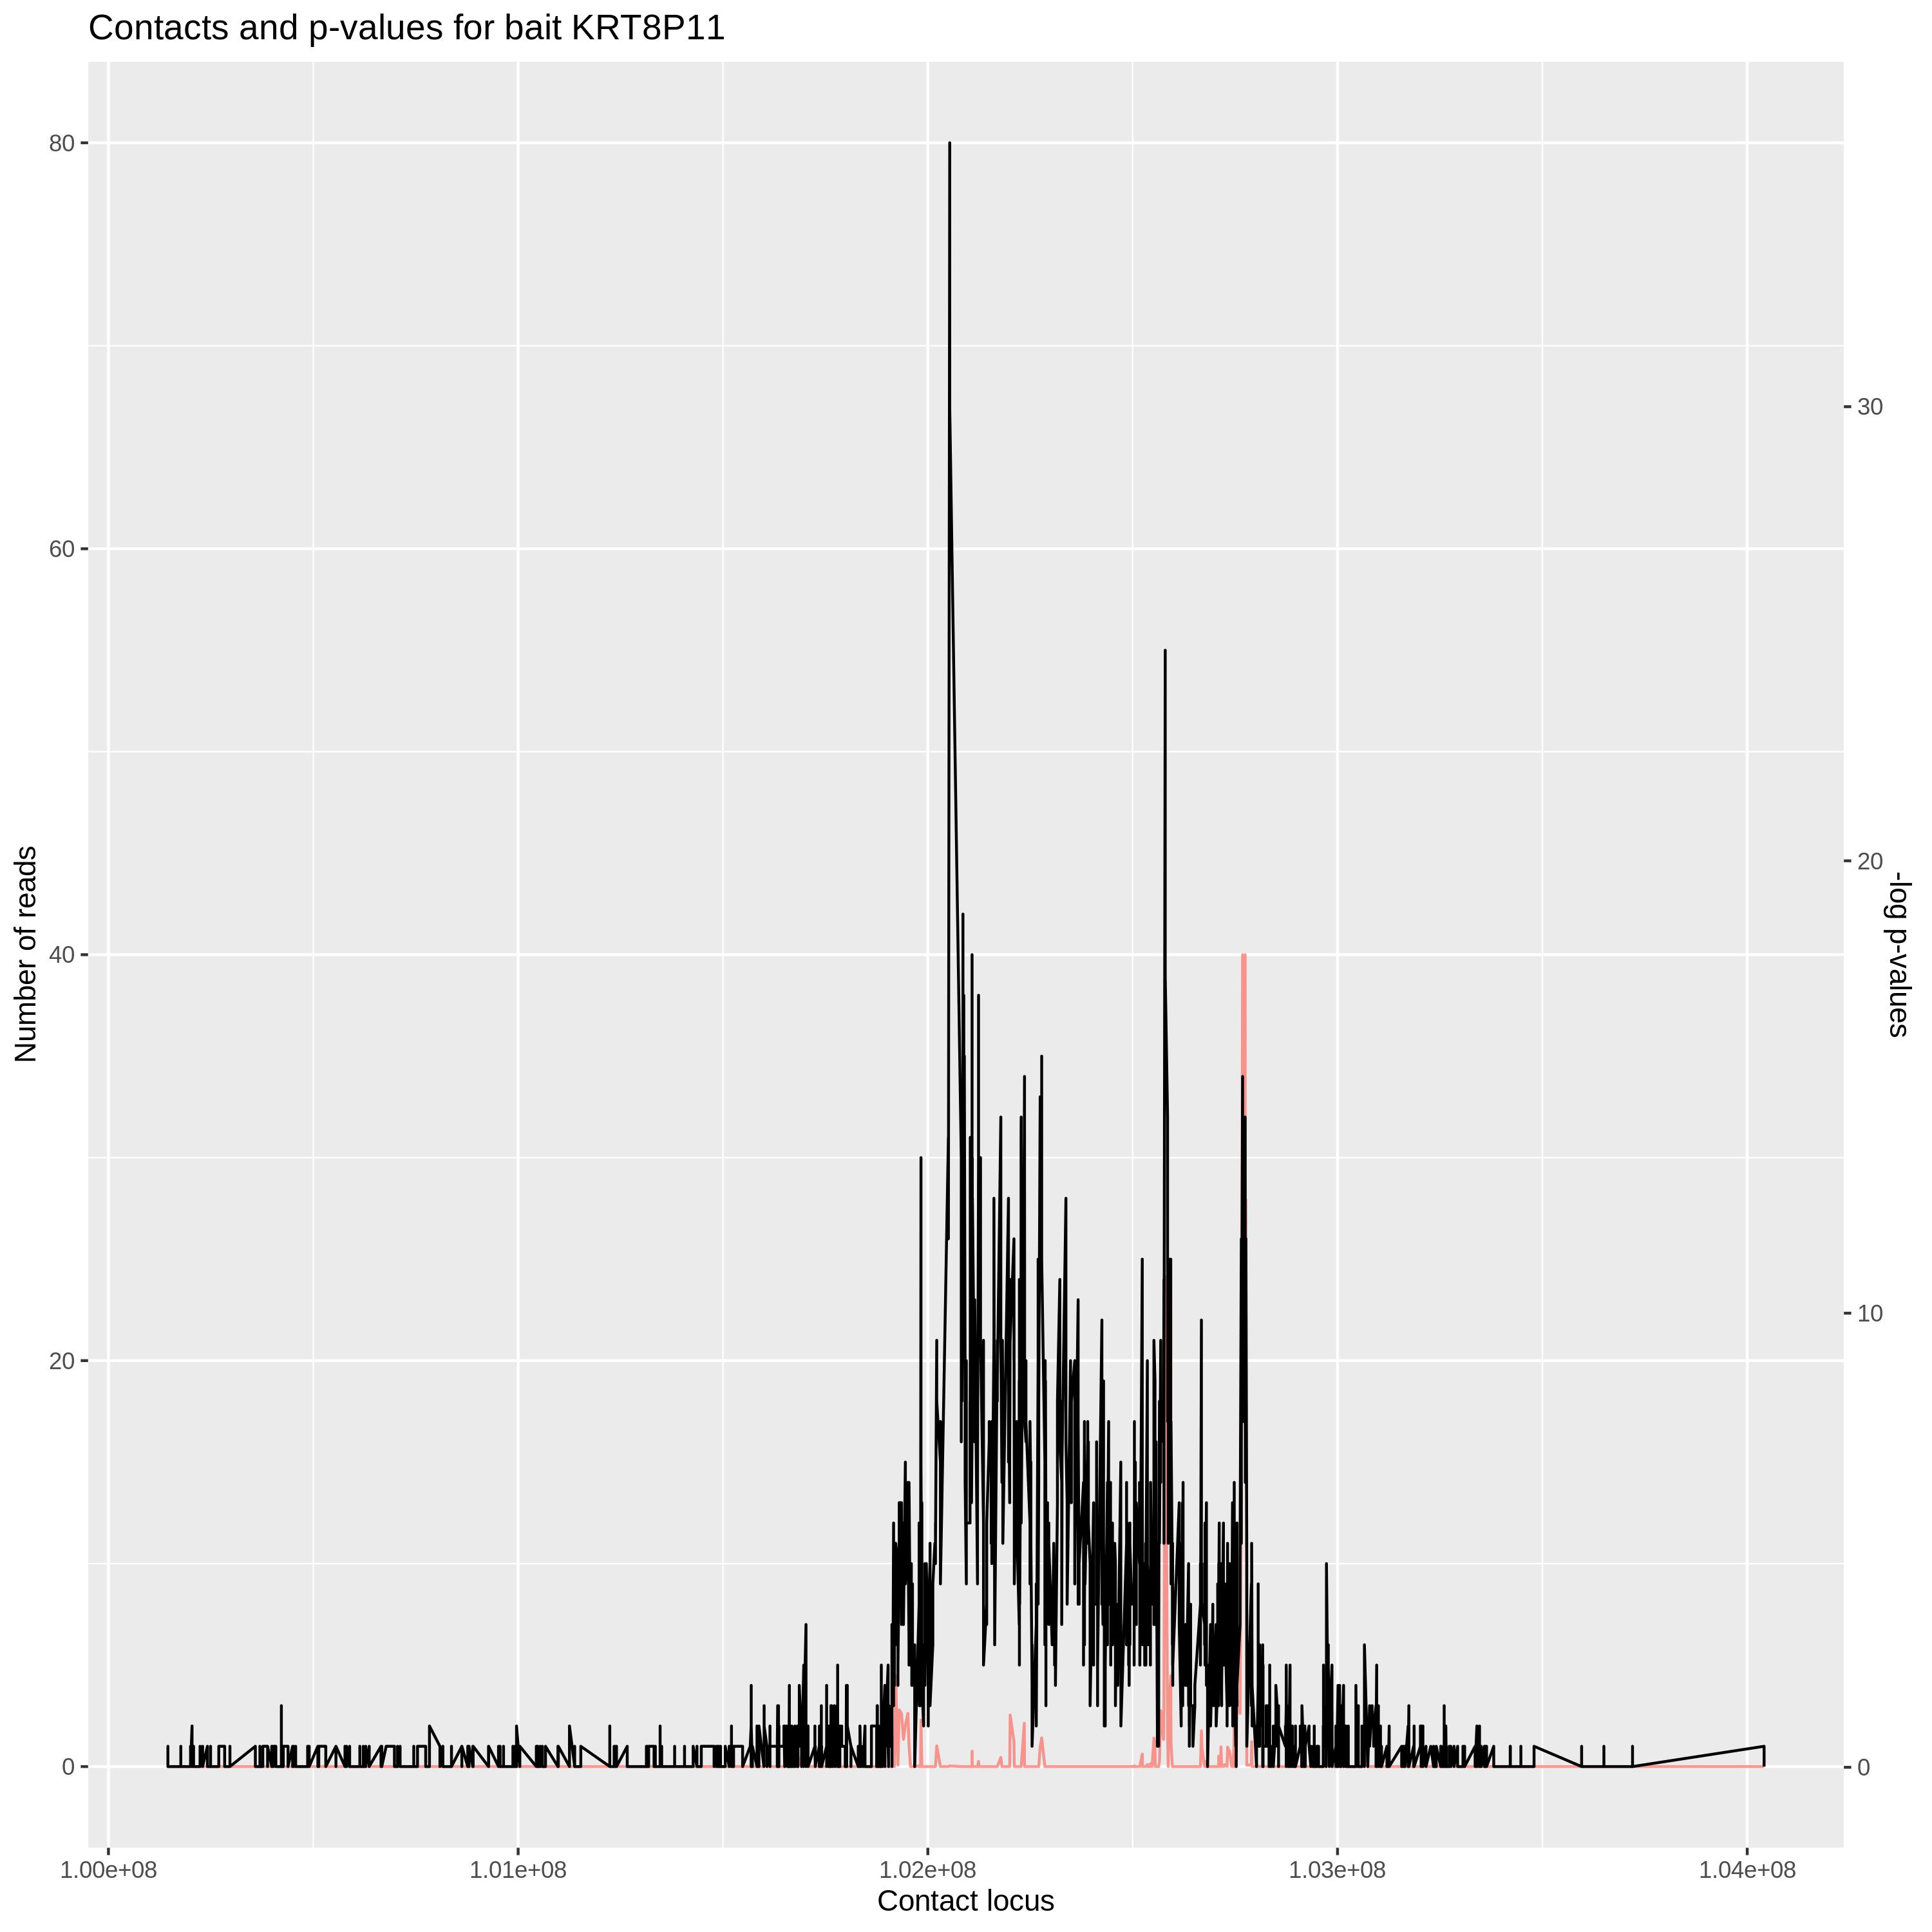 Contacts and p-values for bait KRT8P11
80
60
40
20
0
30
20
10
0
Number of reads
-log p-values
1.00e+08
1.01e+08
1.02e+08
1.03e+08
1.04e+08
Contact locus